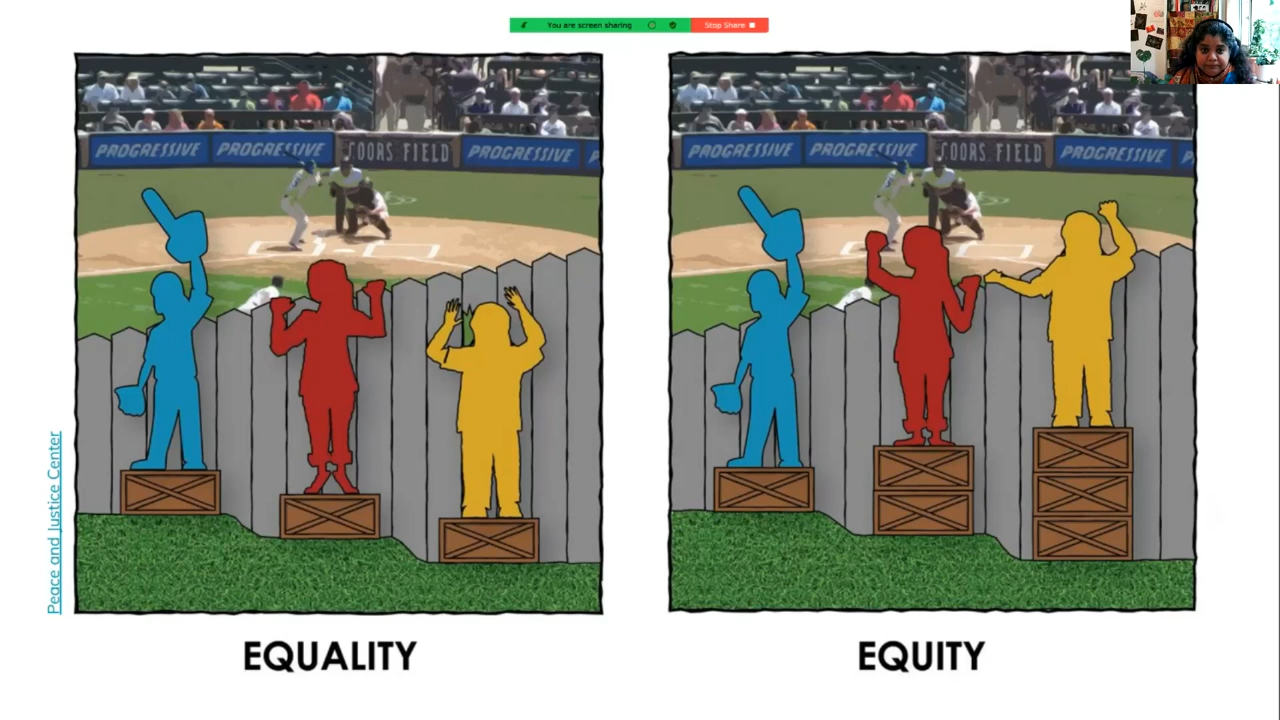 You are screen sharing
Stop Share
PROGRESSIVE PROGRESSIVE COORS FIELD PROGRESSIVE P
PROGRESSIVE PROGRESSIVE COORS FIELD PROGRESSIVE P
Peace and Justice Center
EQUALITY
EQUITY